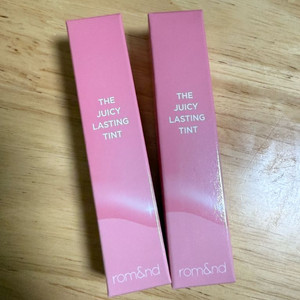 THE
JUICY
LASTING
TINT
rom&nd
THE
JUICY
LASTING
TINT
rom&nd